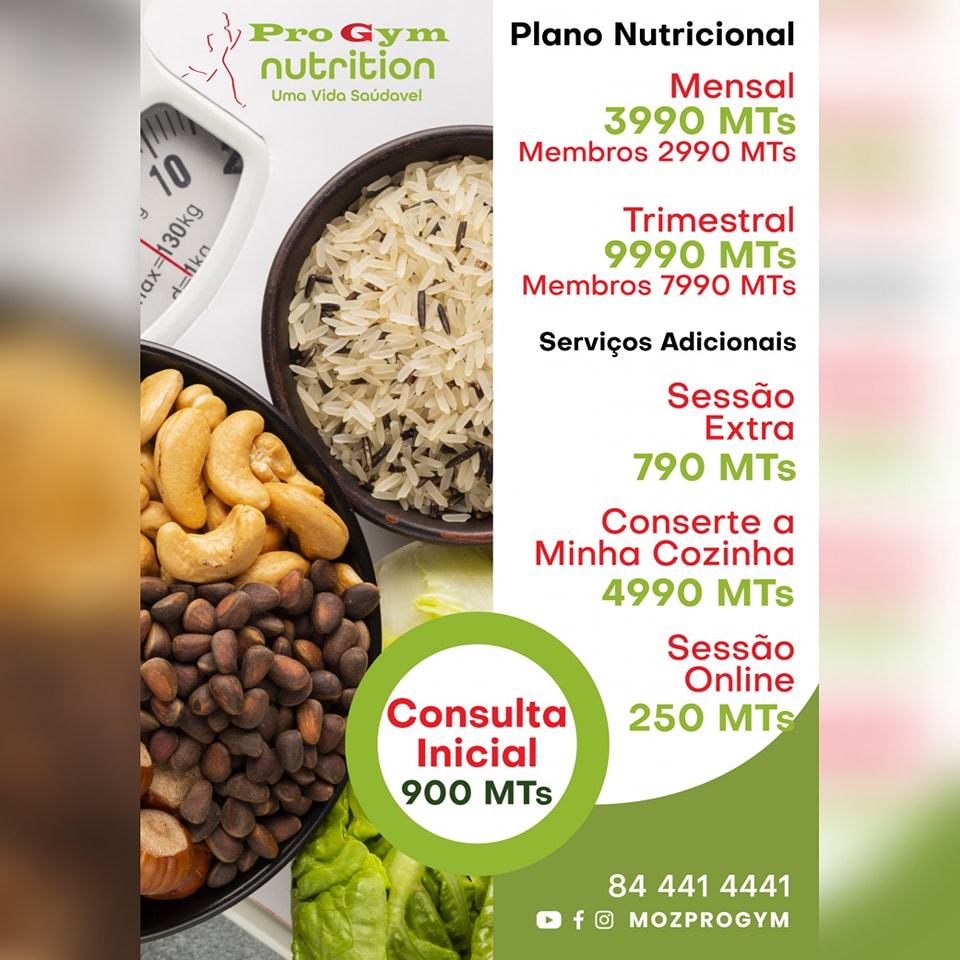 Pro Gym
nutrition
Uma Vida Saúdavel
10
max=130kg
d=1kg
Plano Nutricional
Mensal
3990 MTs
Membros 2990 MTs
Trimestral
9990 MTs
Membros 7990 MTs
Serviços Adicionais
Sessão
Extra
790 MTs
Conserte a
Minha Cozinha
4990 MTs
Sessão
Online
250 MTs
Consulta
Inicial
900 MTs
84 441 4441
MOZPROGYM